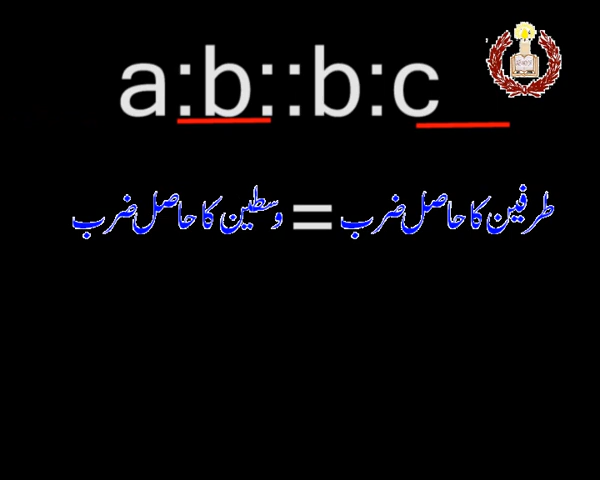 a:b::b:c
طرفین کا حاصل ضرب = وسطین کا حاصل ضرب